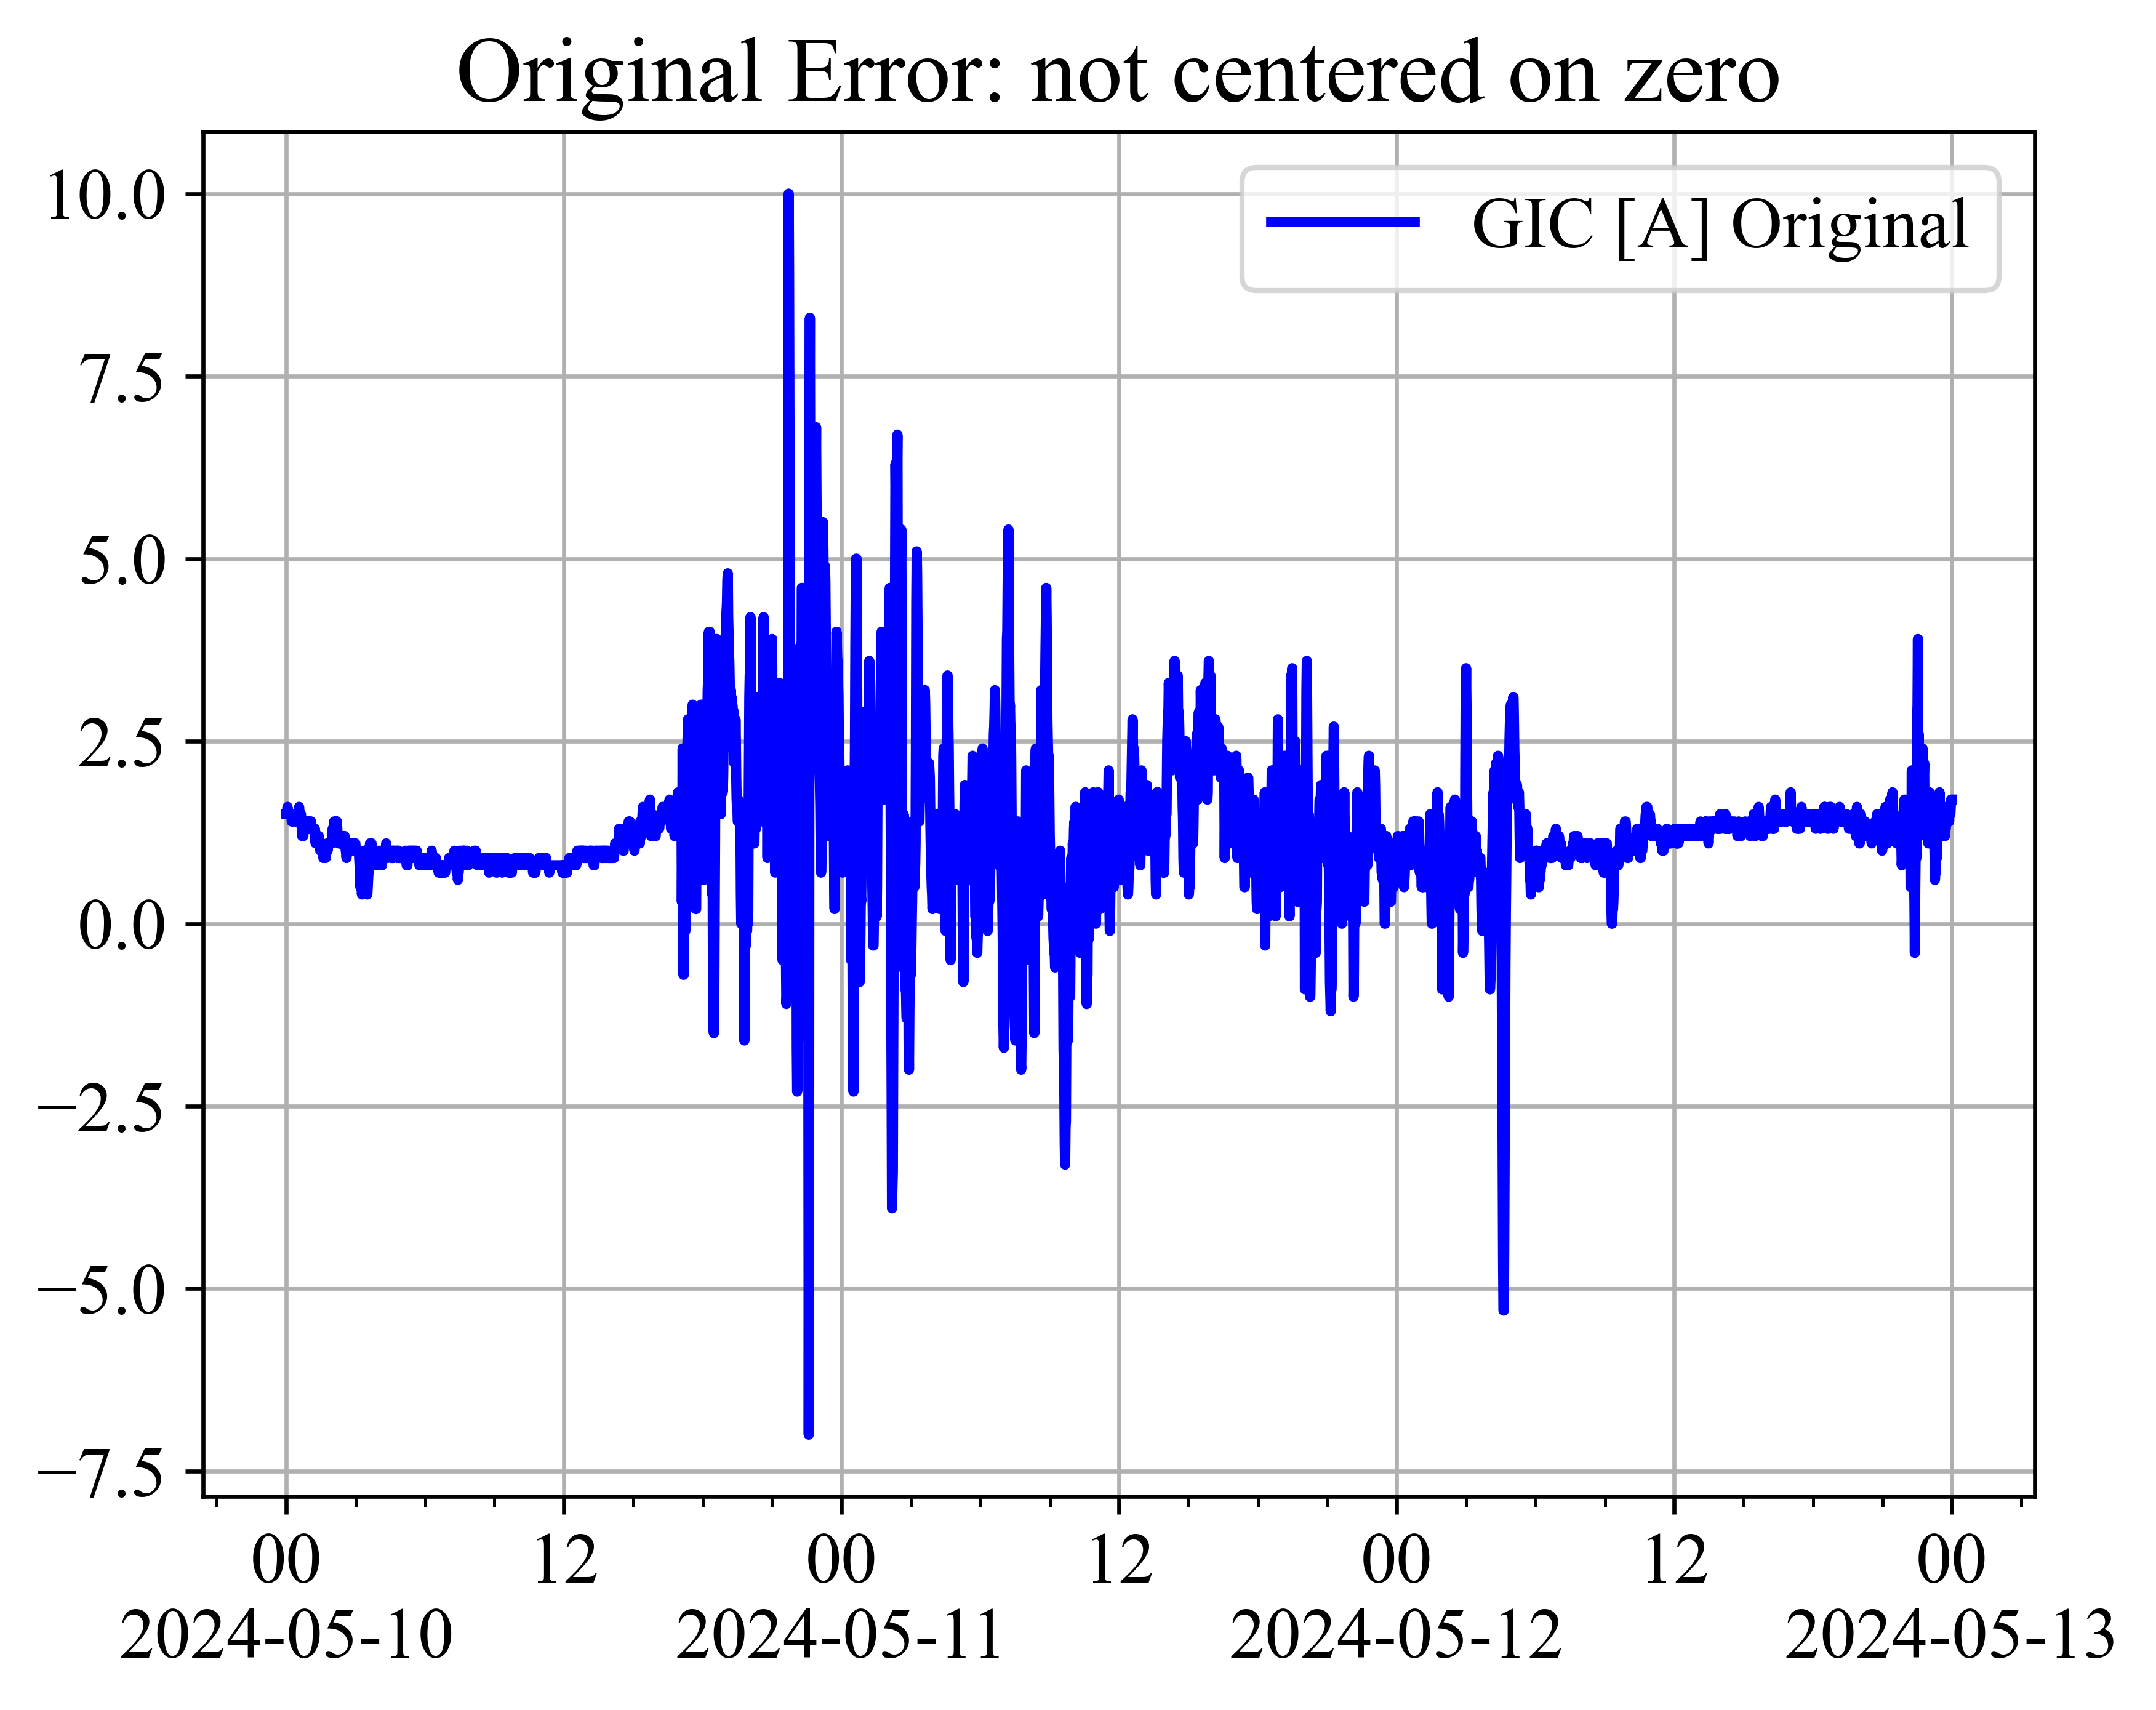 Original Error: not centered on zero
GIC [A] Original
10.0
7.5
5.0
2.5
0.0
−2.5
−5.0
−7.5
00 12 00 12 00 12 00
2024-05-10 2024-05-11 2024-05-12 2024-05-13